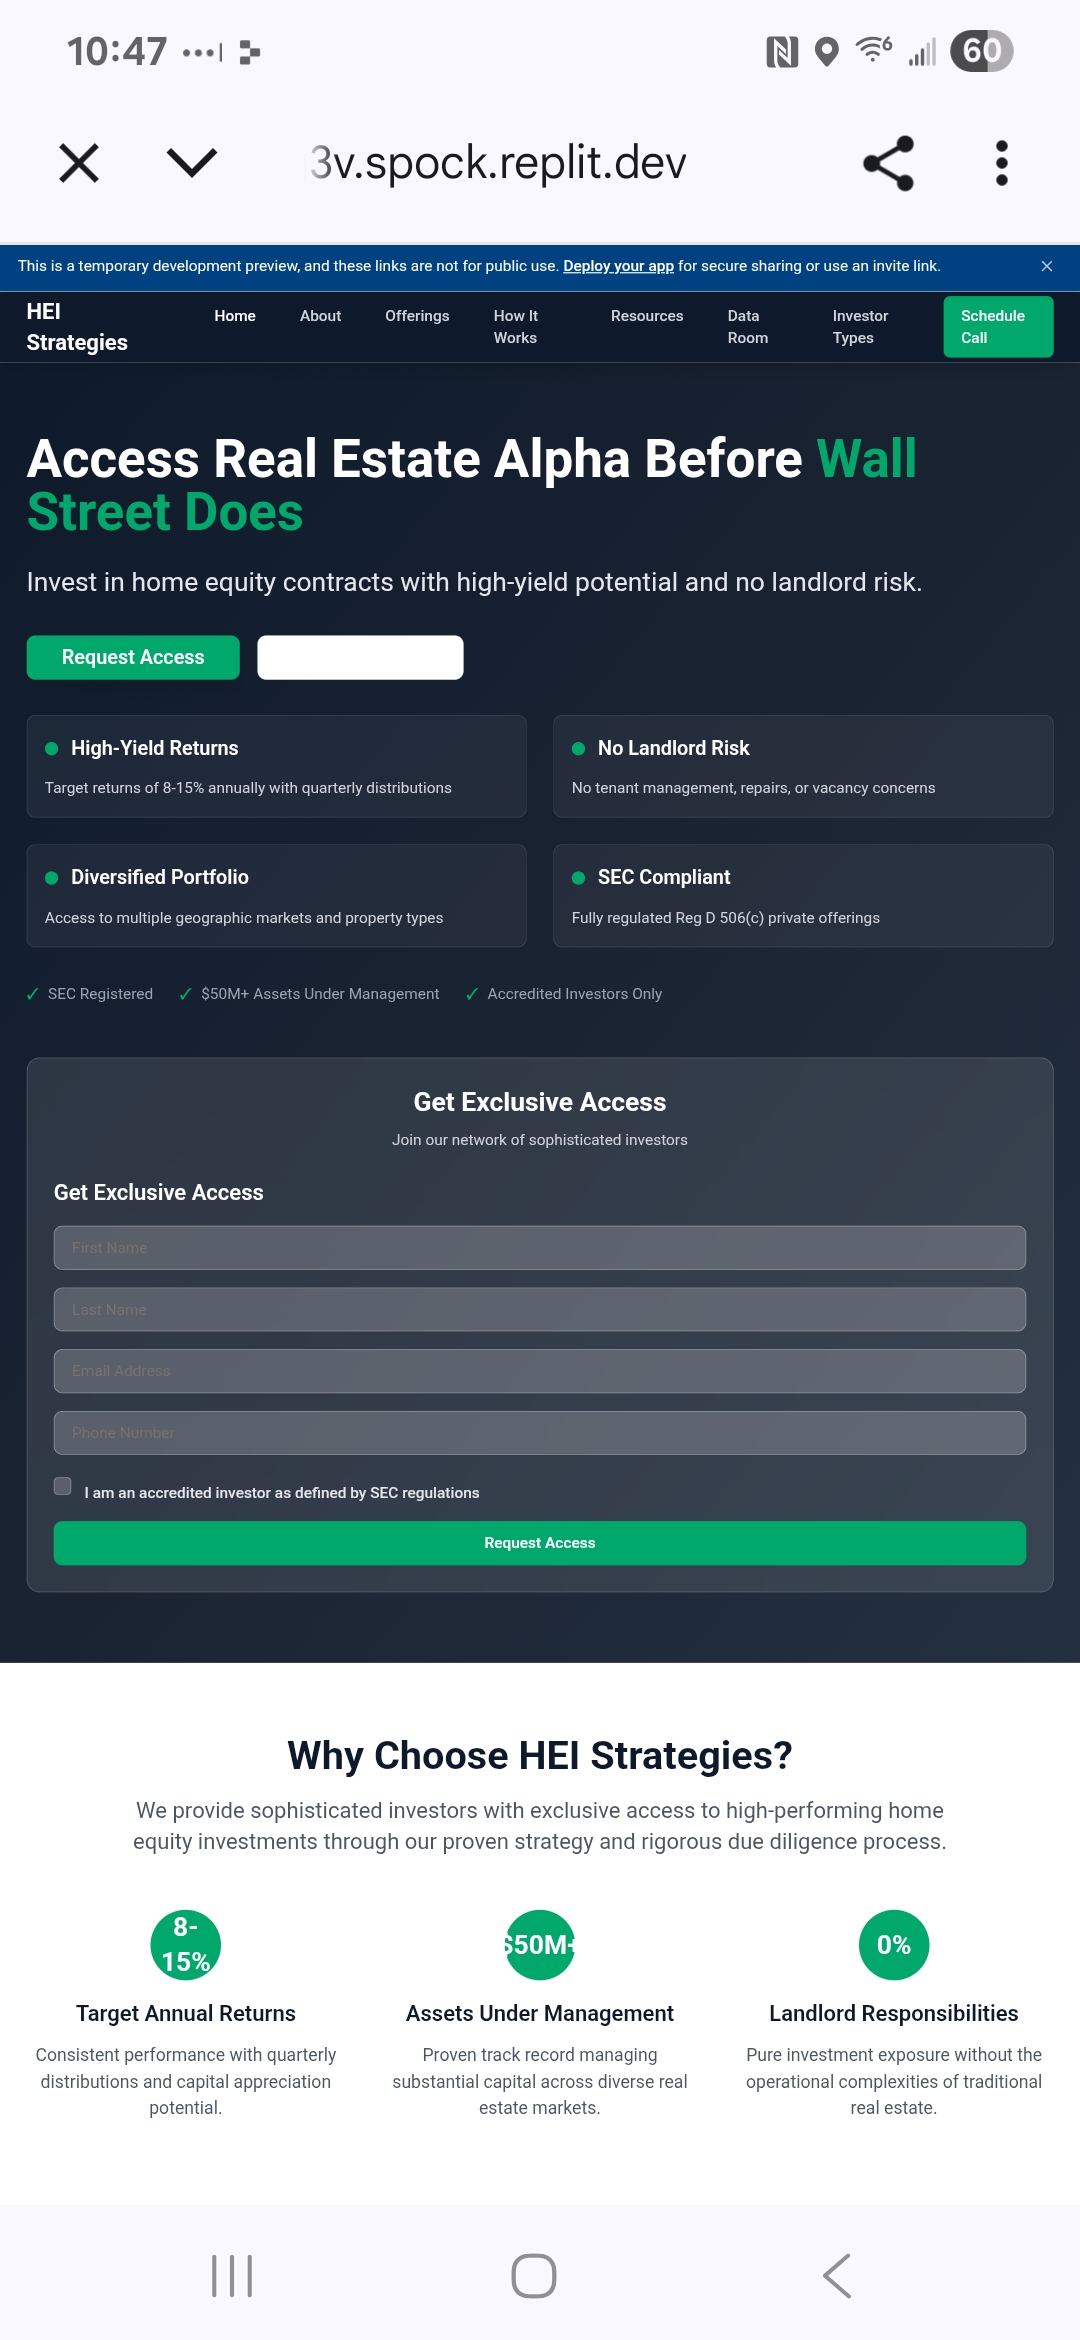 10:47
60
3v.spock.replit.dev
This is a temporary development preview, and these links are not for public use. Deploy your app for secure sharing or use an invite link.
HEI
Strategies
Home
About
Offerings
How It
Works
Resources
Data
Room
Investor
Types
Schedule
Call
Access Real Estate Alpha Before Wall
Street Does
Invest in home equity contracts with high-yield potential and no landlord risk.
Request Access
High-Yield Returns
Target returns of 8-15% annually with quarterly distributions
No Landlord Risk
No tenant management, repairs, or vacancy concerns
Diversified Portfolio
Access to multiple geographic markets and property types
SEC Compliant
Fully regulated Reg D 506(c) private offerings
✓ SEC Registered
✓ $50M+ Assets Under Management
✓ Accredited Investors Only
Get Exclusive Access
Join our network of sophisticated investors
Get Exclusive Access
First Name
Last Name
Email Address
Phone Number
I am an accredited investor as defined by SEC regulations
Request Access
Why Choose HEI Strategies?
We provide sophisticated investors with exclusive access to high-performing home
equity investments through our proven strategy and rigorous due diligence process.
8-
15%
Target Annual Returns
Consistent performance with quarterly
distributions and capital appreciation
potential.
$50M+
Assets Under Management
Proven track record managing
substantial capital across diverse real
estate markets.
0%
Landlord Responsibilities
Pure investment exposure without the
operational complexities of traditional
real estate.